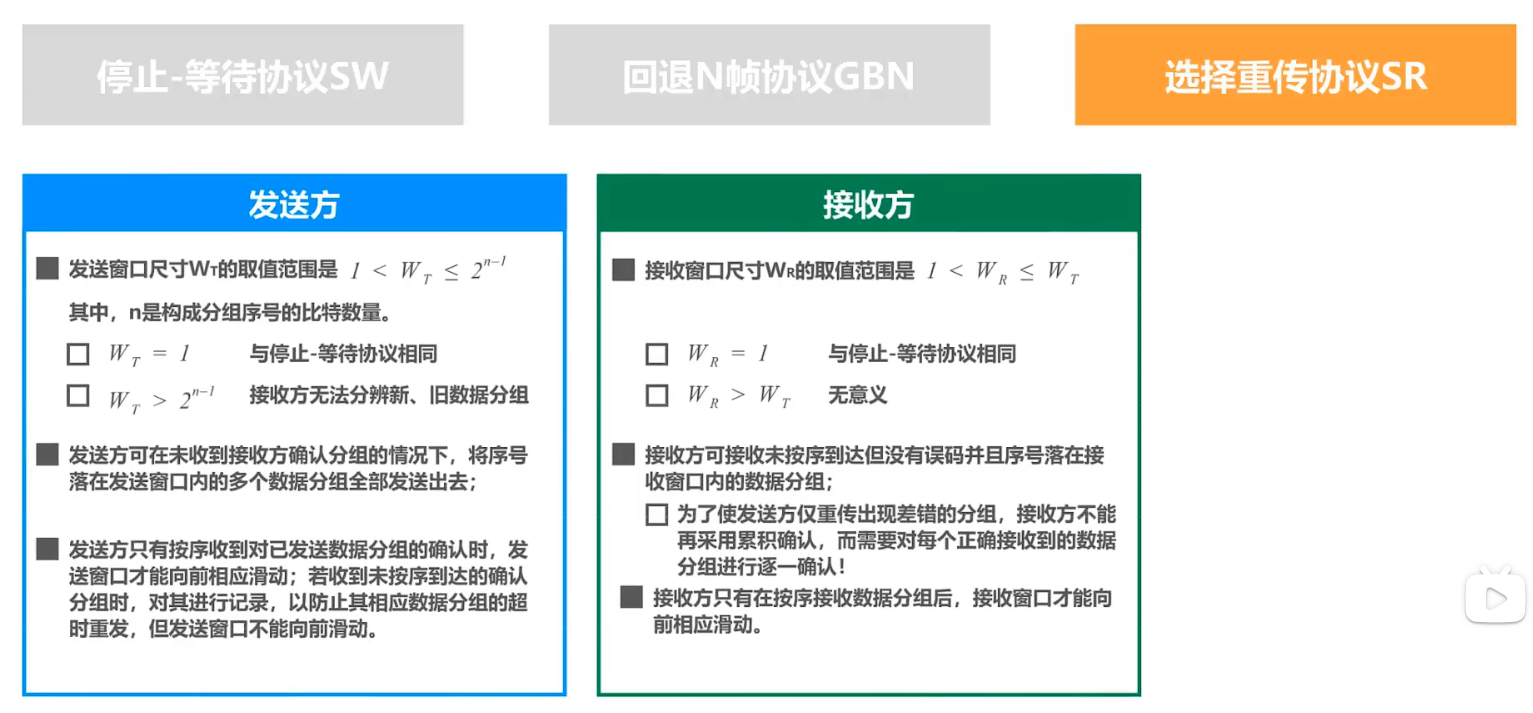 停止-等待协议SW
回退N帧协议GBN
选择重传协议SR
发送方
发送窗口尺寸WT的取值范围是 1 < W_T ≤ 2^{n-1}
其中，n是构成分组序号的比特数量。
W_T = 1 与停止-等待协议相同
W_T > 2^{n-1} 接收方无法分辨新、旧数据分组
发送方可在未收到接收方确认分组的情况下，将序号
落在发送窗口内的多个数据分组全部发送出去；
发送方只有按序收到对已发送数据分组的确认时，发
送窗口才能向前相应滑动；若收到未按序到达的确认
分组时，对其进行记录，以防止其相应数据分组的超
时重发，但发送窗口不能向前滑动。
接收方
接收窗口尺寸WR的取值范围是 1 < W_R ≤ W_T
W_R = 1 与停止-等待协议相同
W_R > W_T 无意义
接收方可接收未按序到达但没有误码并且序号落在接
收窗口内的数据分组；
为了使发送方仅重传出现差错的分组，接收方不能
再采用累积确认，而需要对每个正确接收到的数据
分组进行逐一确认！
接收方只有在按序接收数据分组后，接收窗口才能向
前相应滑动。